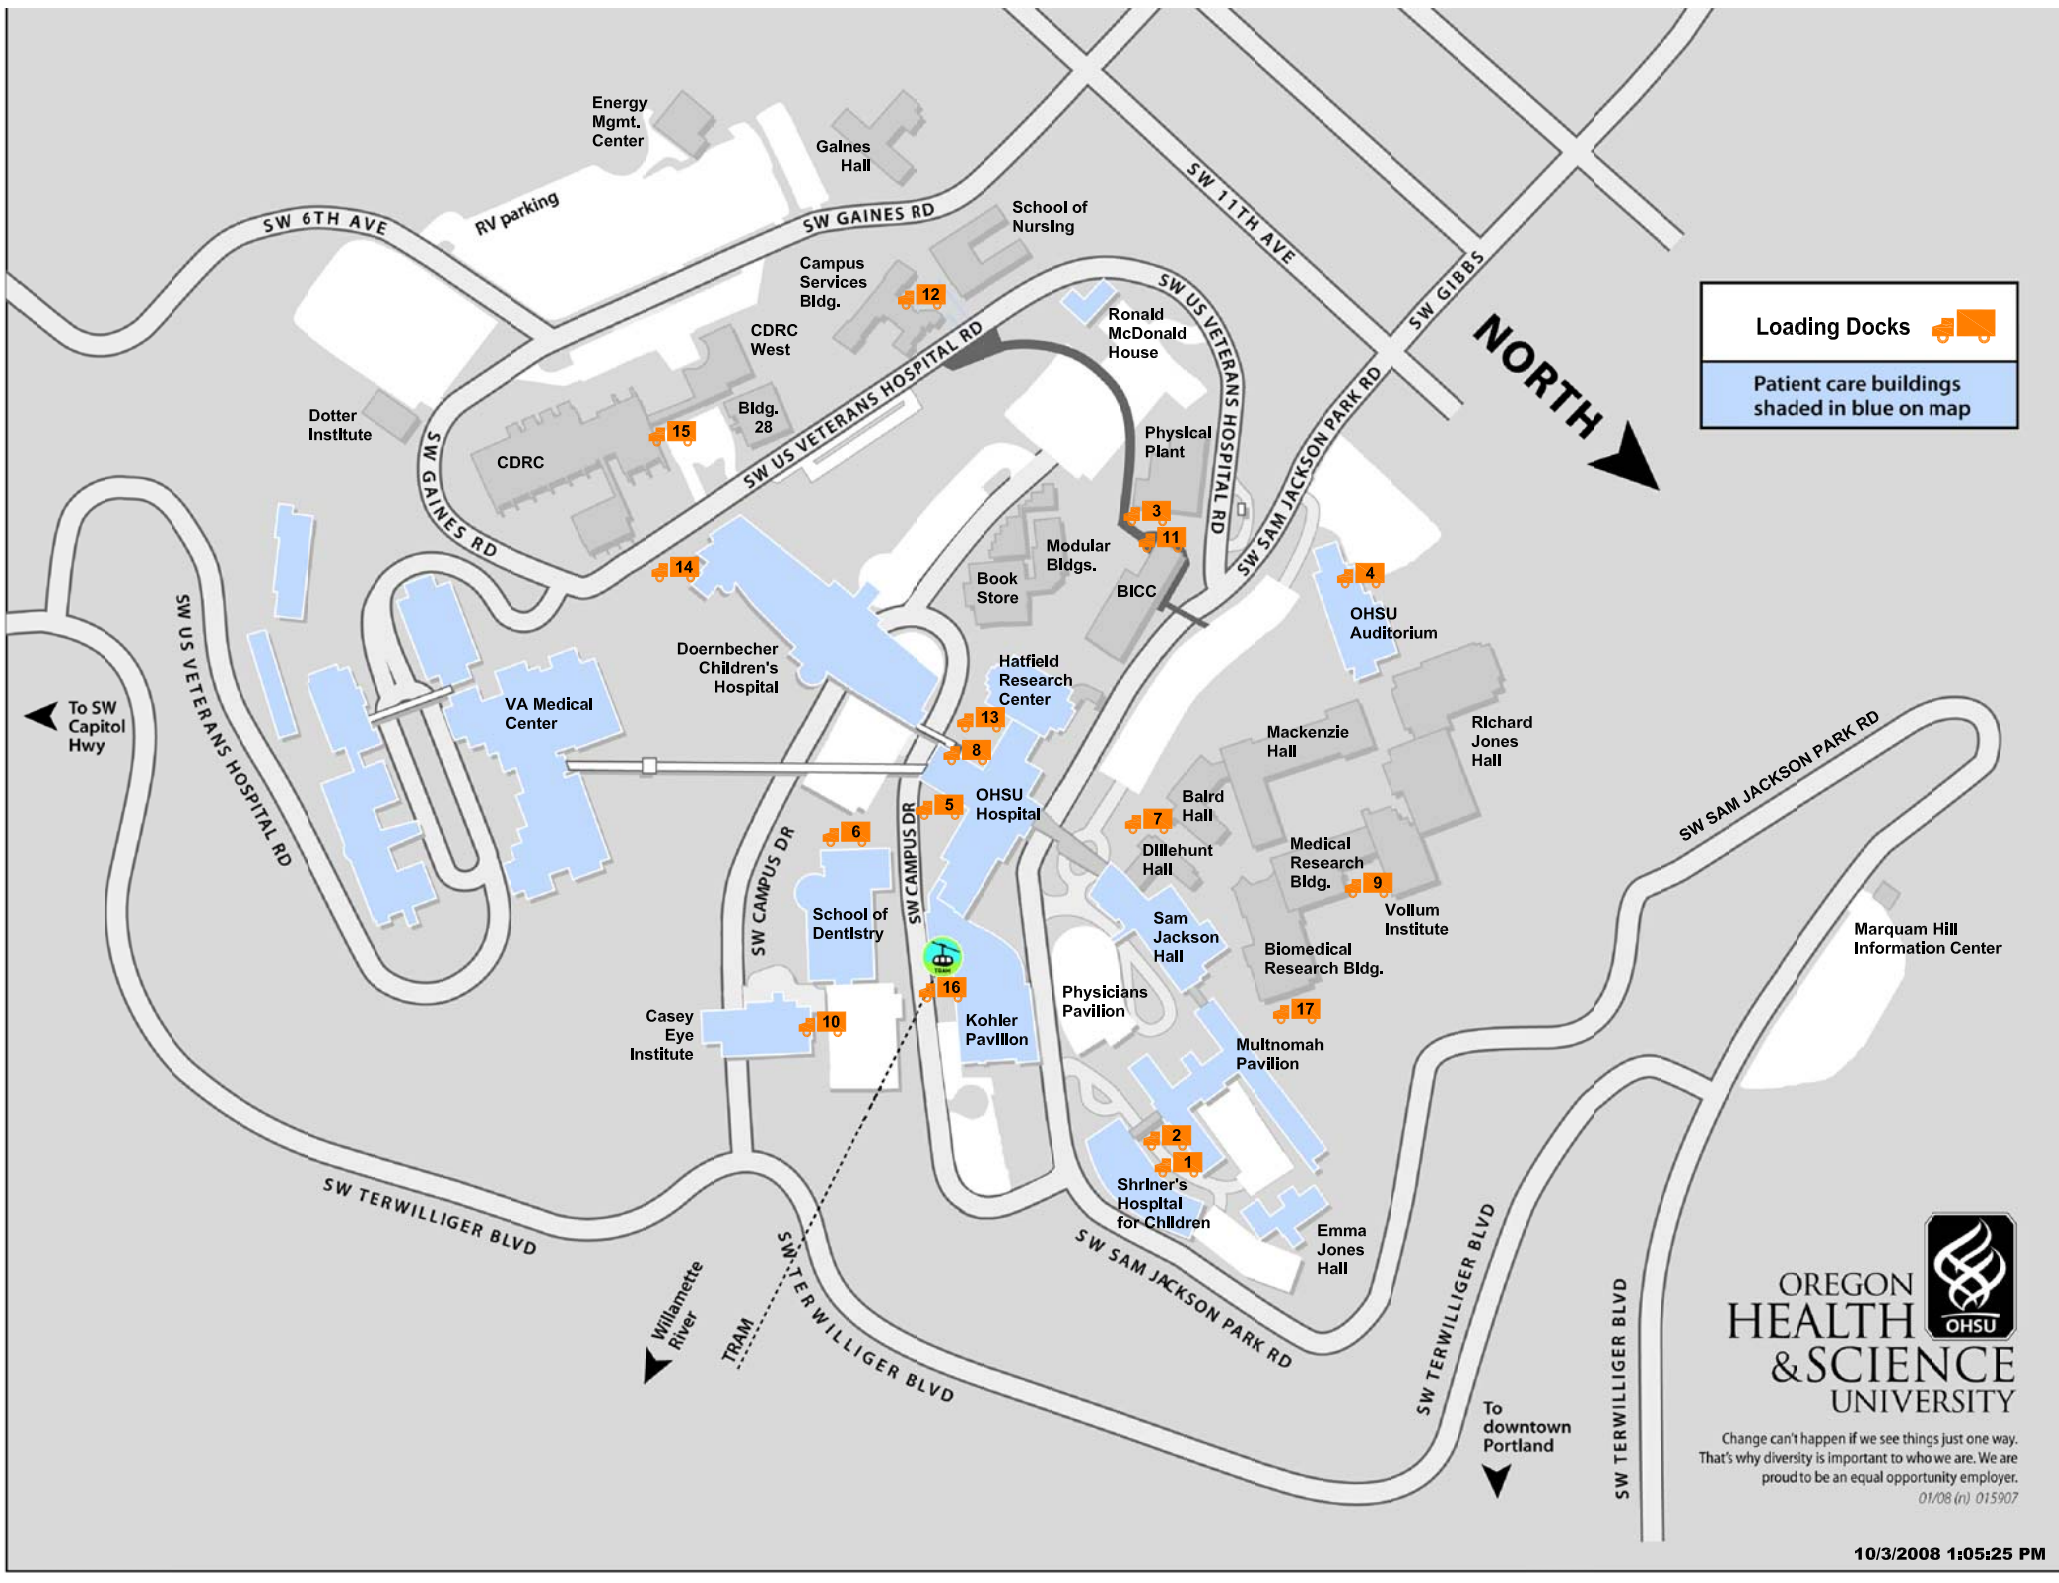 Energy
Mgmt.
Center
Gaines
Hall
RV parking
SW 6TH AVE
SW GAINES RD
School of
Nursing
SW 11TH AVE
SW GIBBS
Campus
Services
Bldg.
12
SW US VETERANS HOSPITAL RD
Ronald
McDonald
House
NORTH
Loading Docks
Patient care buildings
shaded in blue on map
CDRC
West
Dotter
Institute
Bldg.
28
15
CDRC
SW US VETERANS HOSPITAL RD
SW GAINES RD
Physical
Plant
SW SAM JACKSON PARK RD
3
11
Modular
Bldgs.
Book
Store
BICC
14
4
OHSU
Auditorium
SW US VETERANS HOSPITAL RD
Doernbecher
Children's
Hospital
Hatfield
Research
Center
13
8
To SW
Capitol
Hwy
VA Medical
Center
Mackenzie
Hall
Richard
Jones
Hall
SW SAM JACKSON PARK RD
OHSU
Hospital
5
6
Baird
Hall
7
Dillehunt
Hall
Medical
Research
Bldg.
9
Vollum
Institute
SW CAMPUS DR
SW CAMPUS DR
School of
Dentistry
Sam
Jackson
Hall
Biomedical
Research Bldg.
Marquam Hill
Information Center
TRAM
16
Physicians
Pavilion
17
Casey
Eye
Institute
10
Kohler
Pavilion
Multnomah
Pavilion
2
1
Shriner's
Hospital
for Children
Emma
Jones
Hall
SW TERWILLIGER BLVD
SW TERWILLIGER BLVD
SW SAM JACKSON PARK RD
SW TERWILLIGER BLVD
SW TERWILLIGER BLVD
Willamette
River
TRAM
To
downtown
Portland
OREGON
HEALTH
&SCIENCE
UNIVERSITY
OHSU
Change can't happen if we see things just one way.
That's why diversity is important to who we are. We are
proud to be an equal opportunity employer.
01/08 (n) 015907
10/3/2008 1:05:25 PM